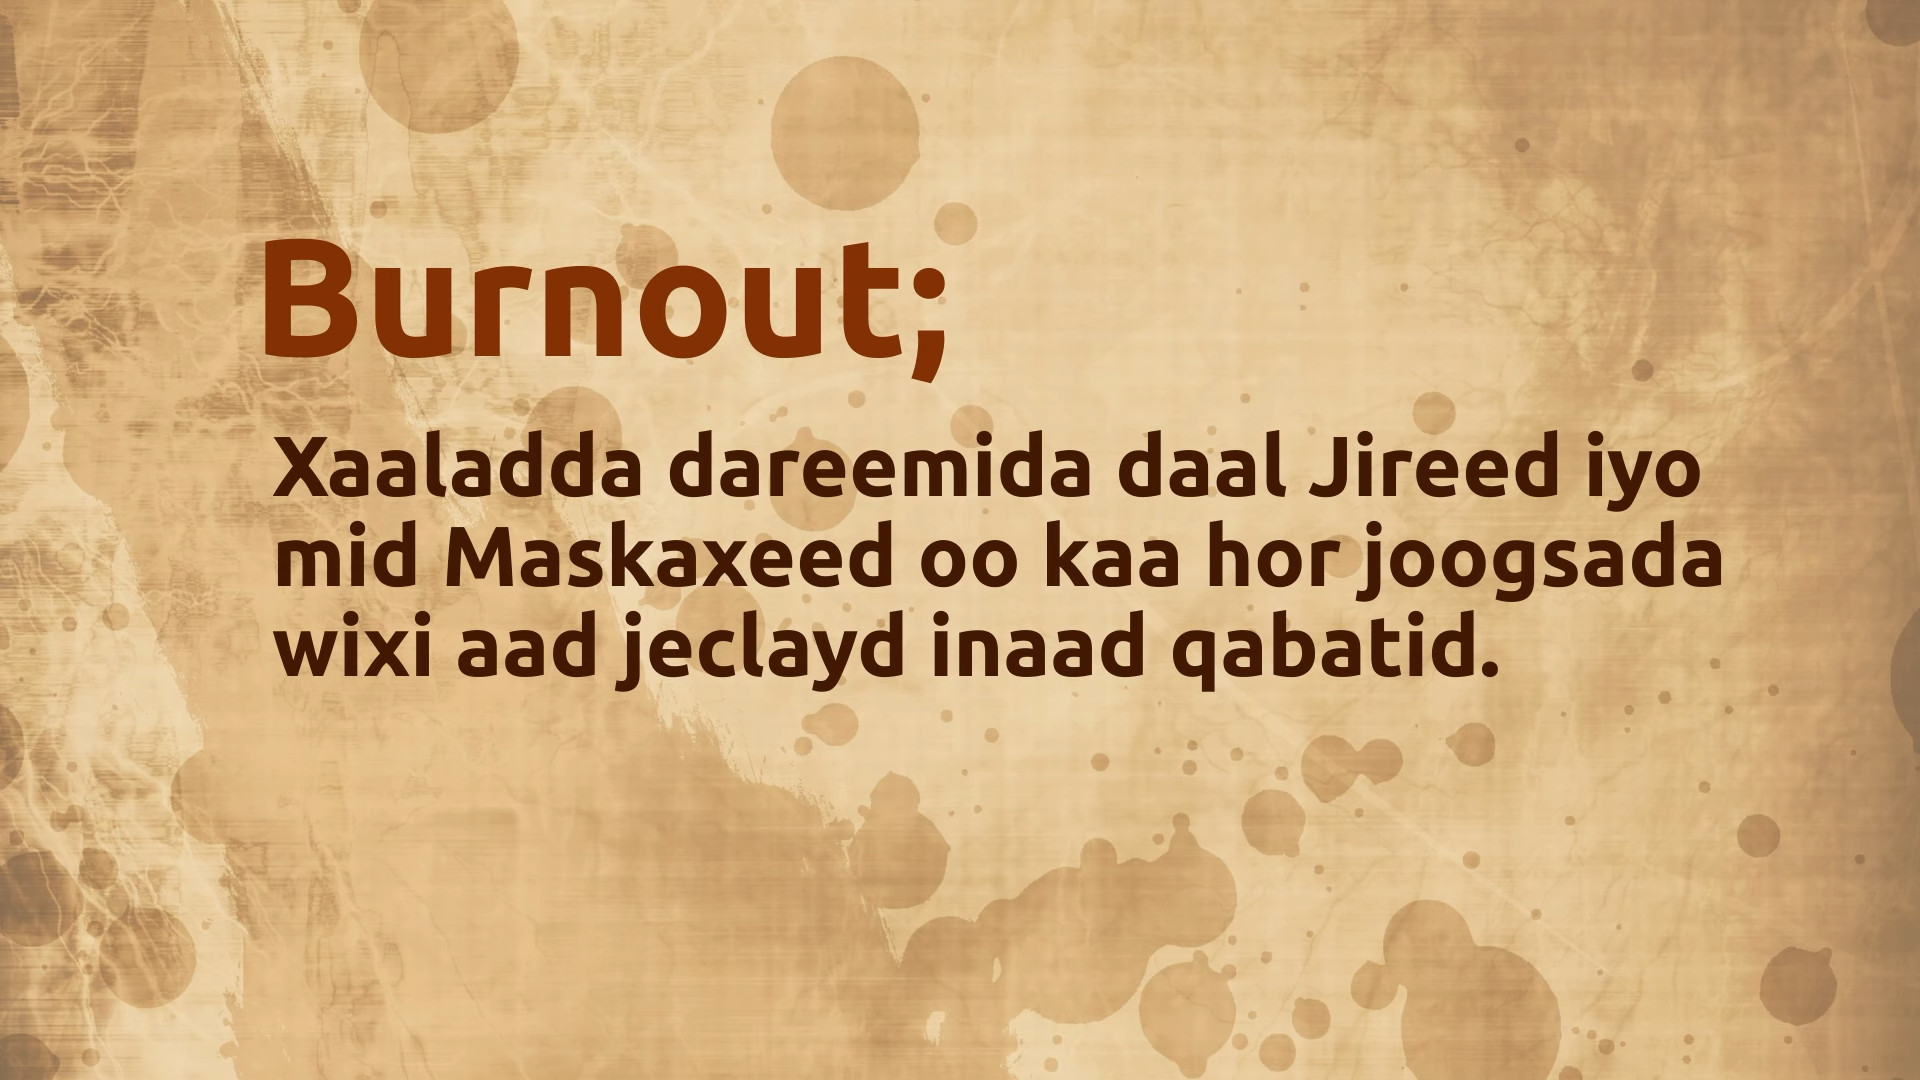 Burnout;
Xaaladda dareemida daal Jireed iyo
mid Maskaxeed oo kaa hor joogsada
wixi aad jeclayd inaad qabatid.